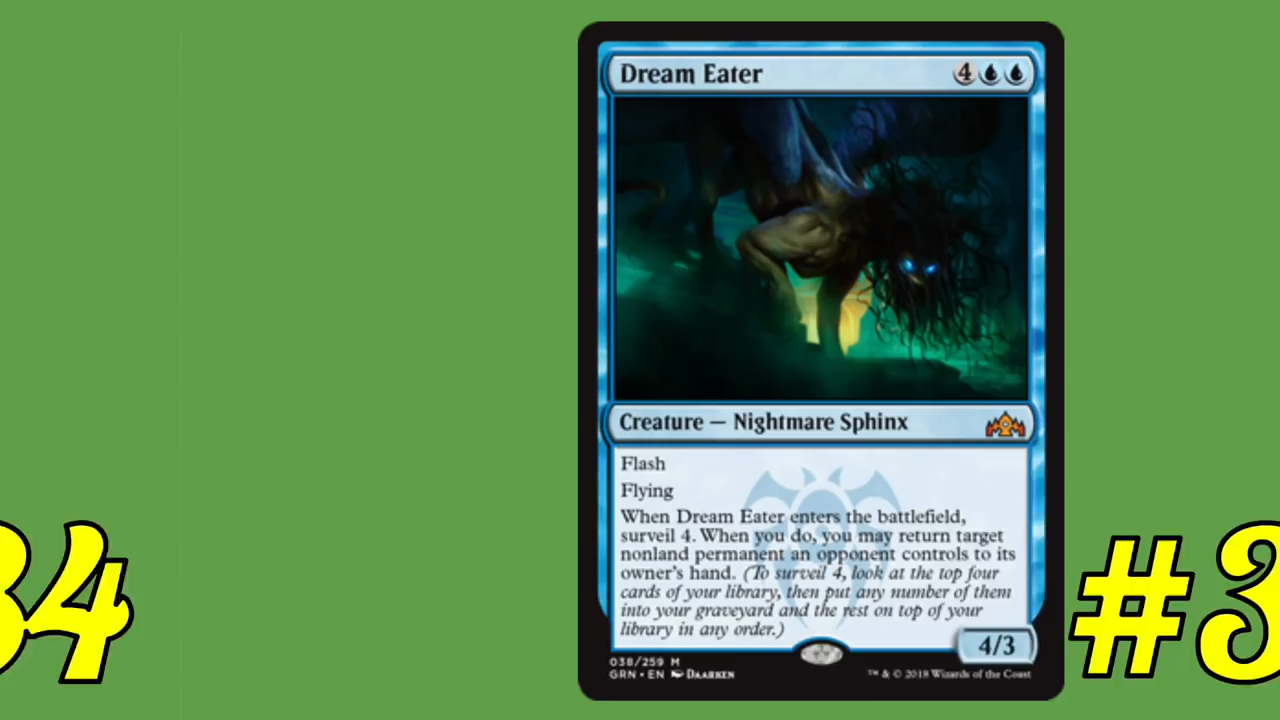 Dream Eater 4
Creature — Nightmare Sphinx
Flash
Flying
When Dream Eater enters the battlefield,
surveil 4. When you do, you may return target
nonland permanent an opponent controls to its
owner's hand. (To surveil 4, look at the top four
cards of your library, then put any number of them
into your graveyard and the rest on top of your
library in any order.)
4/3
038/259 M
GRN • EN Daarken
™ & © 2018 Wizards of the Coast
34
#3